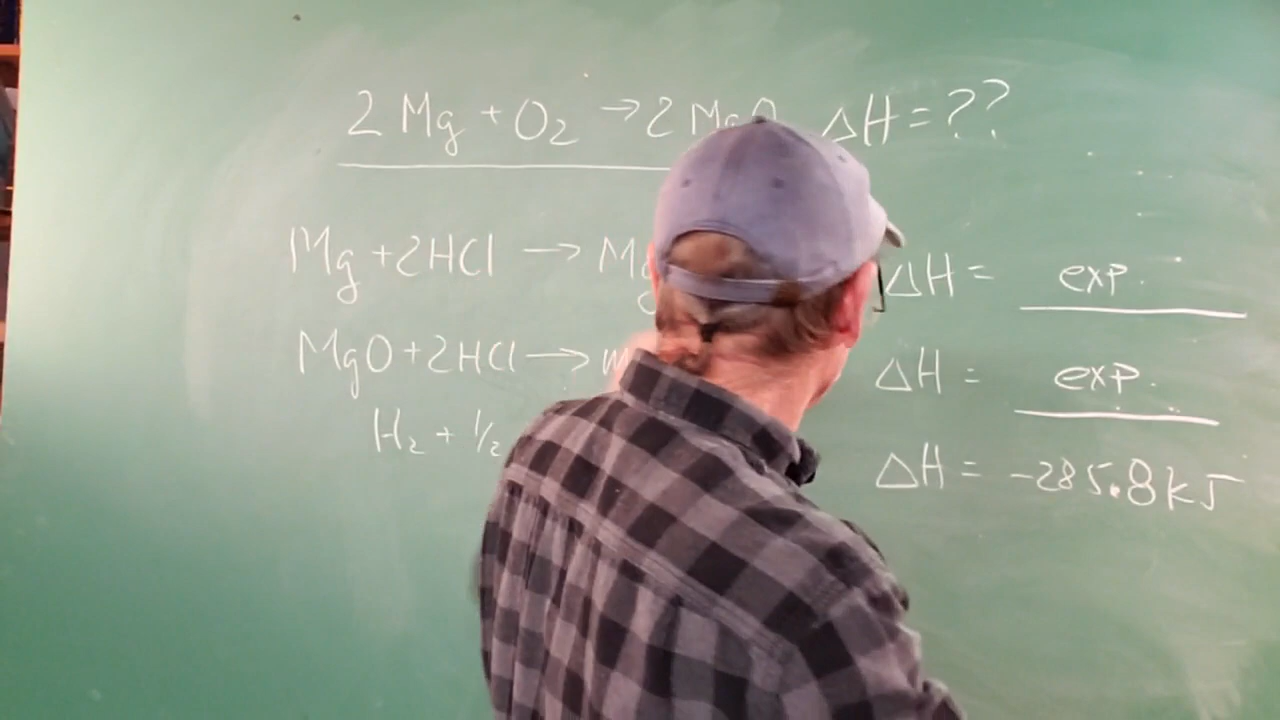 2 Mg + O₂ → 2 MgO ΔH = ??
Mg + 2HCl → Mg ΔH = exp.
MgO + 2HCl → ΔH = exp.
H₂ + 1/2 ΔH = -285.8 kJ